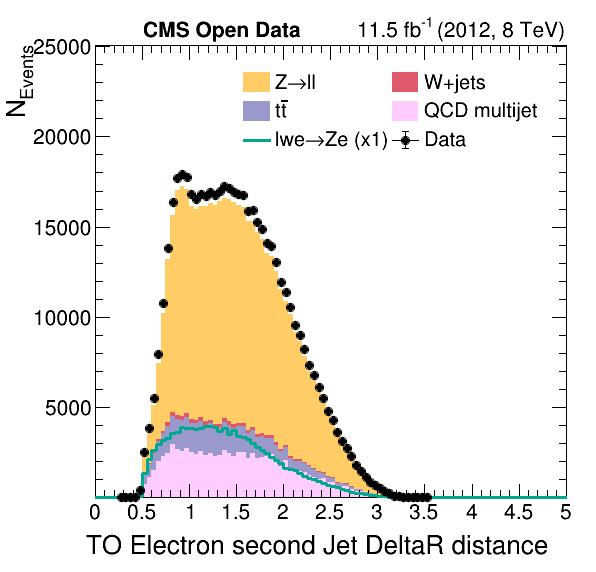 CMS Open Data 11.5 fb⁻¹ (2012, 8 TeV)
N_Events
25000
20000
15000
10000
5000
Z→ll W+jets
tt̄ QCD multijet
lwe→Ze (x1) Data
0 0.5 1 1.5 2 2.5 3 3.5 4 4.5 5
TO Electron second Jet DeltaR distance